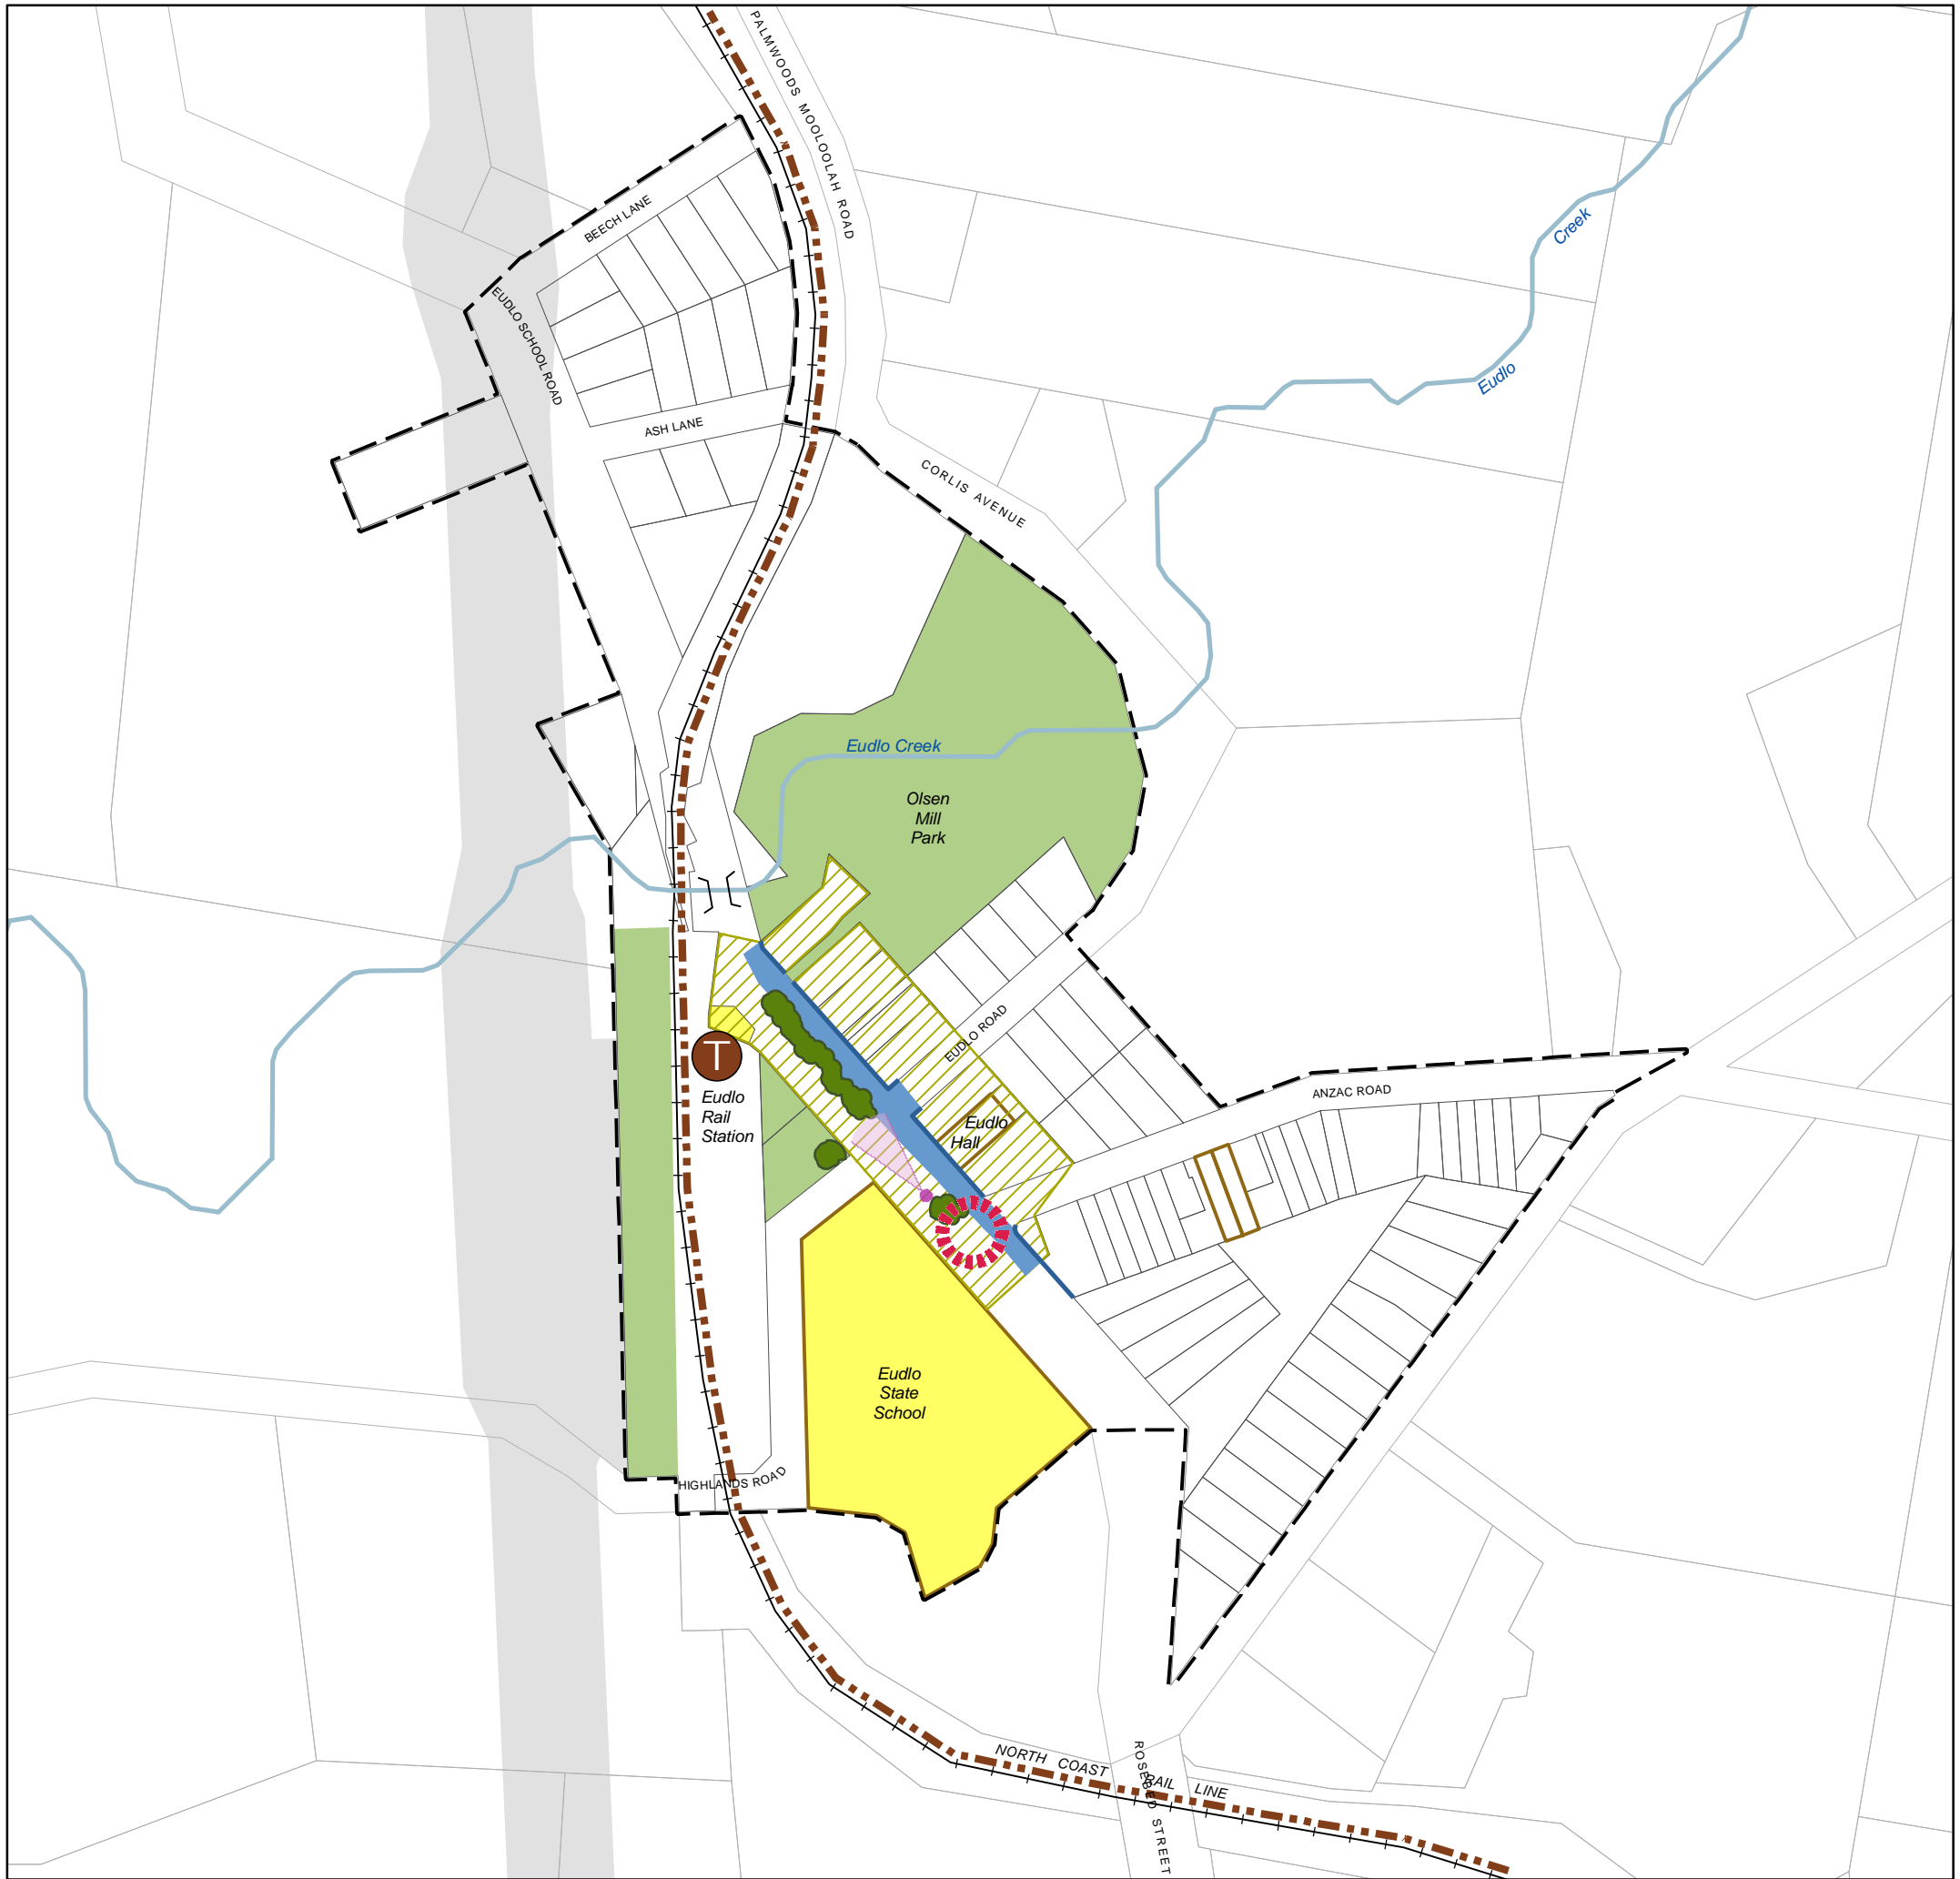 PALMWOODS MOOLOOLAH ROAD
BEECH LANE
Creek
EUDLO SCHOOL ROAD
Eudlo
ASH LANE
CORLIS AVENUE
Eudlo Creek
Olsen
Mill
Park
EUDLO ROAD
T
Eudlo
Rail
Station
ANZAC ROAD
Eudlo
Hall
Eudlo
State
School
HIGHLANDS ROAD
NORTH COAST RAIL LINE
ROSEBED STREET